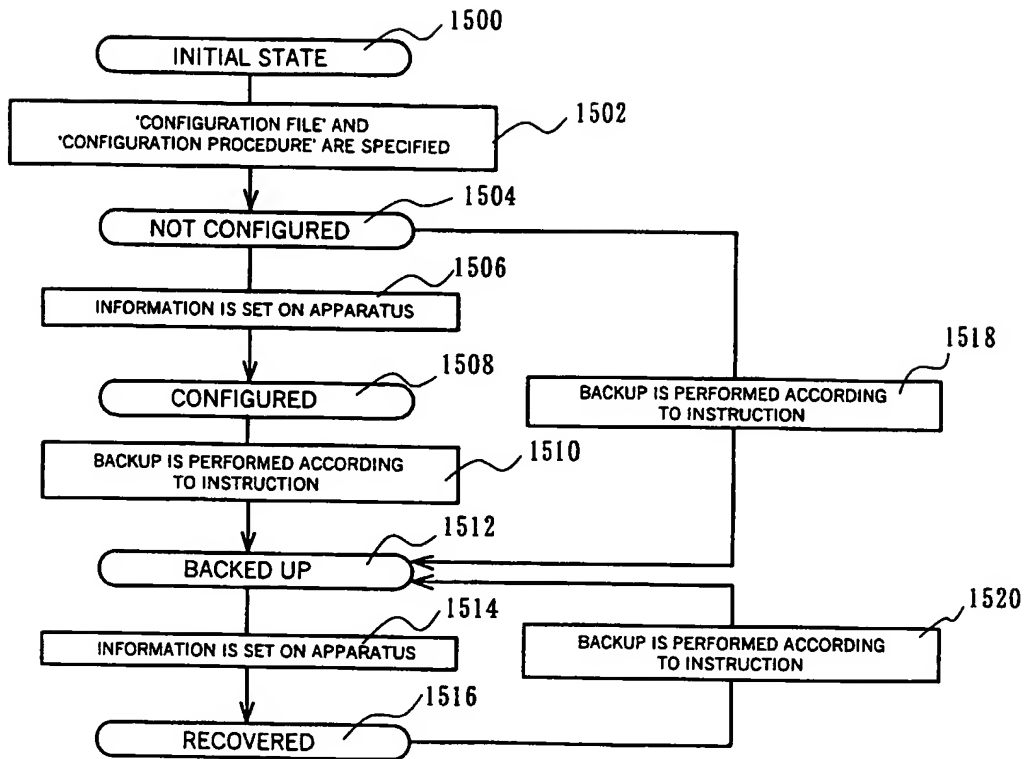 1500
INITIAL STATE
1502
'CONFIGURATION FILE' AND
'CONFIGURATION PROCEDURE' ARE SPECIFIED
1504
NOT CONFIGURED
1506
INFORMATION IS SET ON APPARATUS
1508
CONFIGURED
1518
BACKUP IS PERFORMED ACCORDING
TO INSTRUCTION
1510
BACKUP IS PERFORMED ACCORDING
TO INSTRUCTION
1512
BACKED UP
1514
INFORMATION IS SET ON APPARATUS
1520
BACKUP IS PERFORMED ACCORDING
TO INSTRUCTION
1516
RECOVERED